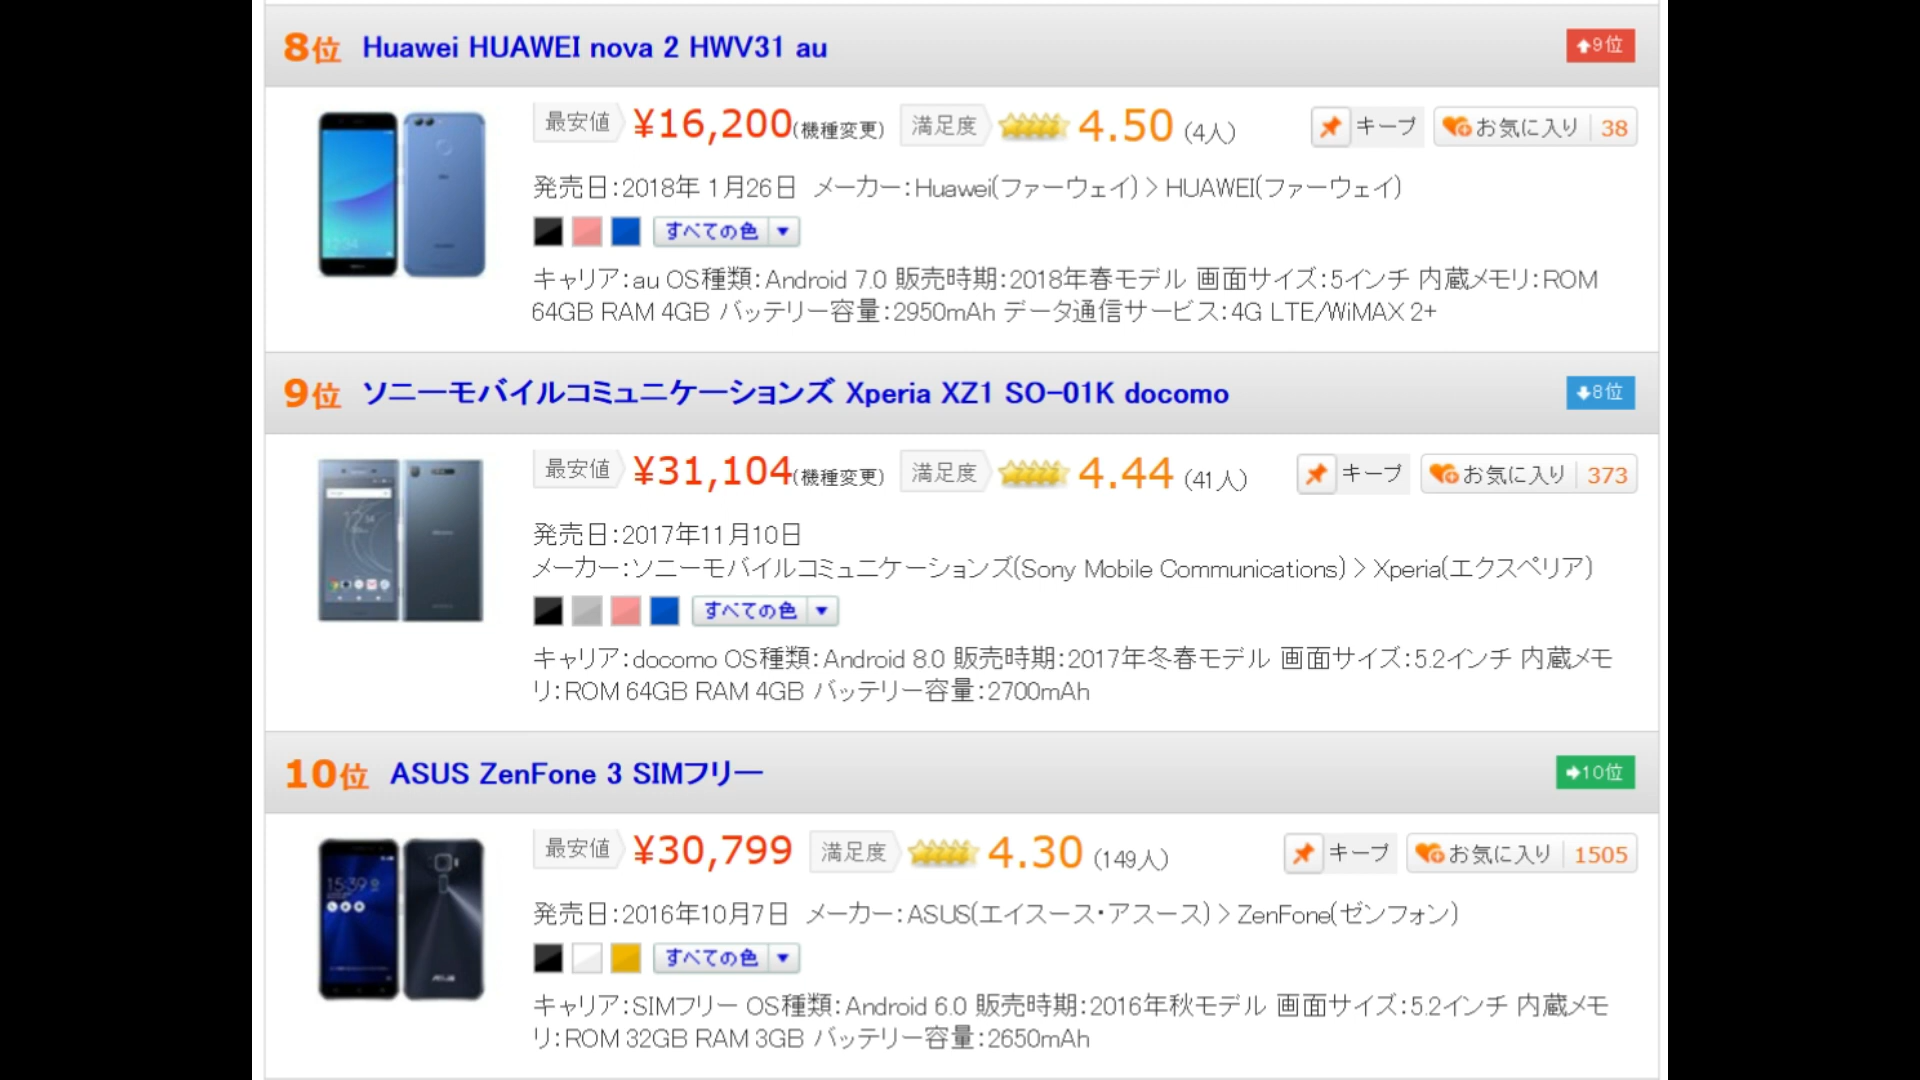 8位 Huawei HUAWEI nova 2 HWV31 au 9位
最安値 ¥16,200(機種変更) 満足度 4.50 (4人) キープ お気に入り 38
発売日:2018年 1月26日 メーカー:Huawei(ファーウェイ) > HUAWEI(ファーウェイ)
すべての色
キャリア:au OS種類:Android 7.0 販売時期:2018年春モデル 画面サイズ:5インチ 内蔵メモリ:ROM
64GB RAM 4GB バッテリー容量:2950mAh データ通信サービス:4G LTE/WiMAX 2+
9位 ソニーモバイルコミュニケーションズ Xperia XZ1 SO-01K docomo 8位
最安値 ¥31,104(機種変更) 満足度 4.44 (41人) キープ お気に入り 373
発売日:2017年11月10日
メーカー:ソニーモバイルコミュニケーションズ(Sony Mobile Communications) > Xperia(エクスペリア)
すべての色
キャリア:docomo OS種類:Android 8.0 販売時期:2017年冬春モデル 画面サイズ:5.2インチ 内蔵メモ
リ:ROM 64GB RAM 4GB バッテリー容量:2700mAh
10位 ASUS ZenFone 3 SIMフリー 10位
最安値 ¥30,799 満足度 4.30 (149人) キープ お気に入り 1505
発売日:2016年10月7日 メーカー:ASUS(エイスース・アスース) > ZenFone(ゼンフォン)
15:39
すべての色
キャリア:SIMフリー OS種類:Android 6.0 販売時期:2016年秋モデル 画面サイズ:5.2インチ 内蔵メモ
リ:ROM 32GB RAM 3GB バッテリー容量:2650mAh